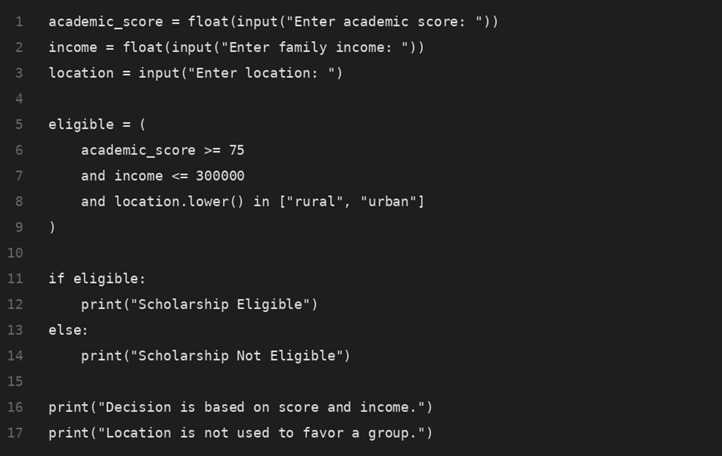 1 academic_score = float(input("Enter academic score: "))
2 income = float(input("Enter family income: "))
3 location = input("Enter location: ")
4
5 eligible = (
6     academic_score >= 75
7     and income <= 300000
8     and location.lower() in ["rural", "urban"]
9 )
10
11 if eligible:
12     print("Scholarship Eligible")
13 else:
14     print("Scholarship Not Eligible")
15
16 print("Decision is based on score and income.")
17 print("Location is not used to favor a group.")